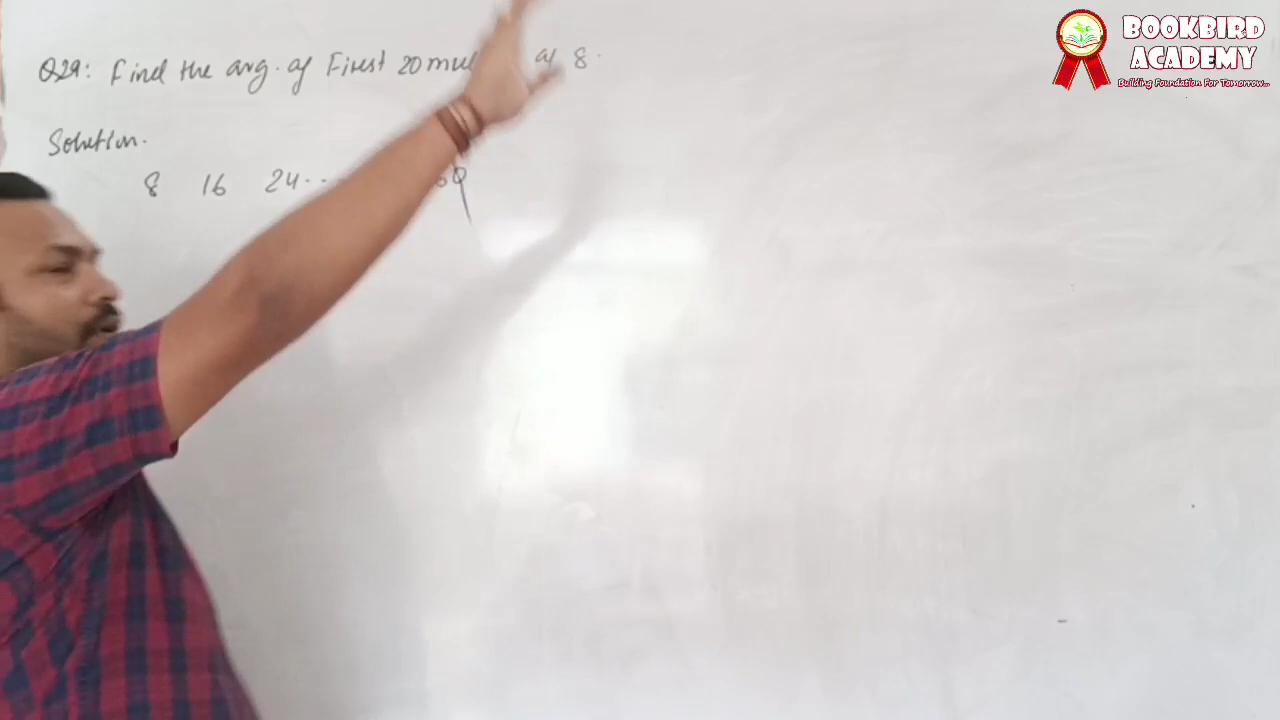 Q29: Find the avg. of First 20 of 8.
Solution.
8 16 24...
BOOKBIRD
ACADEMY
Building Foundation For Tomorrow...